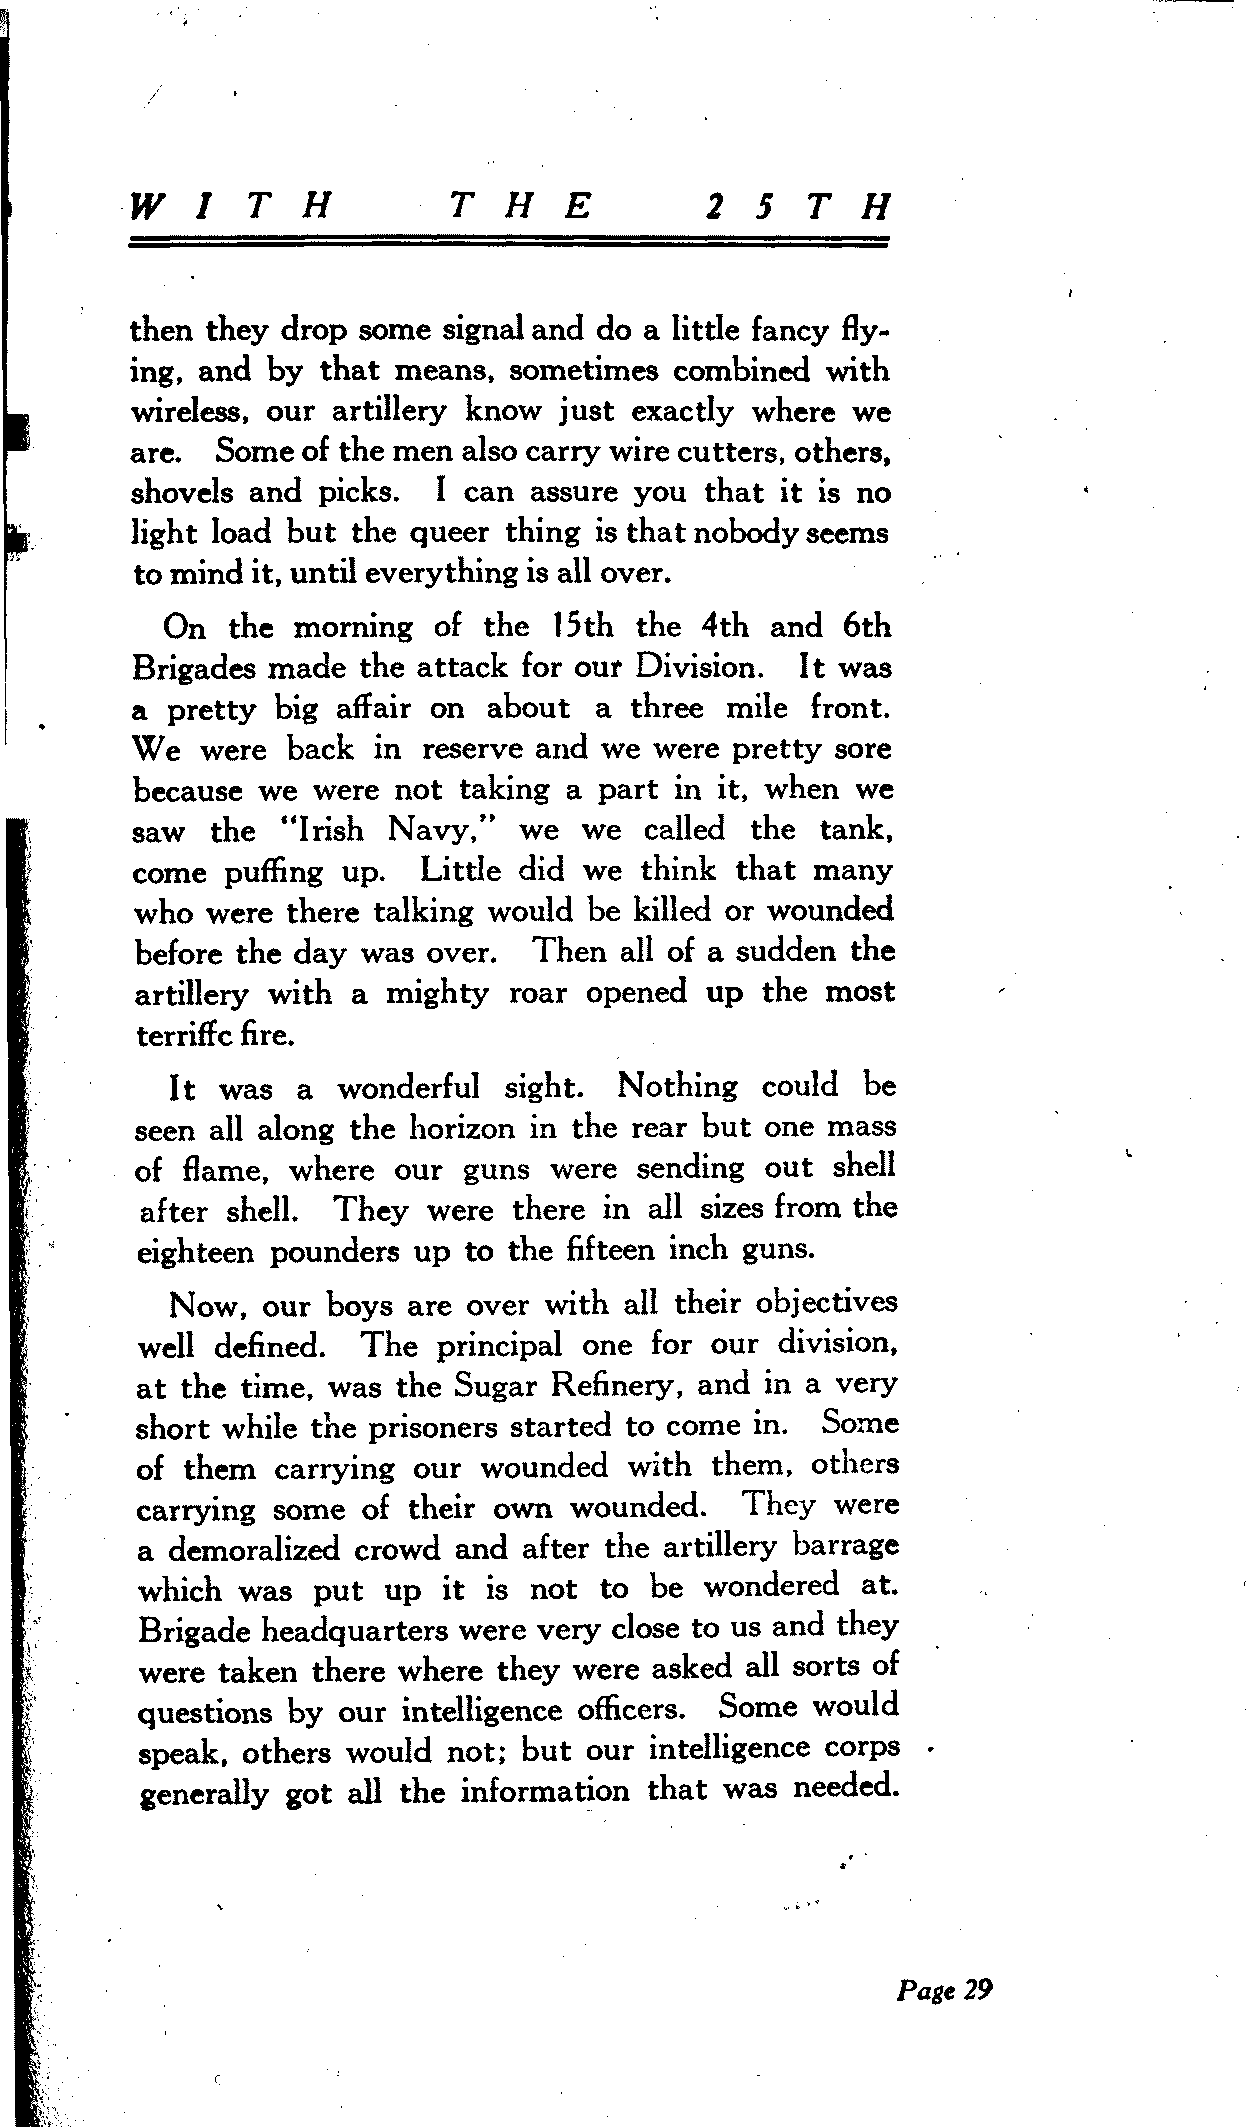 WITH THE 25TH
then they drop some signal and do a little fancy fly-
ing, and by that means, sometimes combined with
wireless, our artillery know just exactly where we
are. Some of the men also carry wire cutters, others,
shovels and picks. I can assure you that it is no
light load but the queer thing is that nobody seems
to mind it, until everything is all over.
On the morning of the 15th the 4th and 6th
Brigades made the attack for our Division. It was
a pretty big affair on about a three mile front.
We were back in reserve and we were pretty sore
because we were not taking a part in it, when we
saw the "Irish Navy," we we called the tank,
come puffing up. Little did we think that many
who were there talking would be killed or wounded
before the day was over. Then all of a sudden the
artillery with a mighty roar opened up the most
terriffc fire.
It was a wonderful sight. Nothing could be
seen all along the horizon in the rear but one mass
of flame, where our guns were sending out shell
after shell. They were there in all sizes from the
eighteen pounders up to the fifteen inch guns.
Now, our boys are over with all their objectives
well defined. The principal one for our division,
at the time, was the Sugar Refinery, and in a very
short while the prisoners started to come in. Some
of them carrying our wounded with them, others
carrying some of their own wounded. They were
a demoralized crowd and after the artillery barrage
which was put up it is not to be wondered at.
Brigade headquarters were very close to us and they
were taken there where they were asked all sorts of
questions by our intelligence officers. Some would
speak, others would not; but our intelligence corps
generally got all the information that was needed.
Page 29